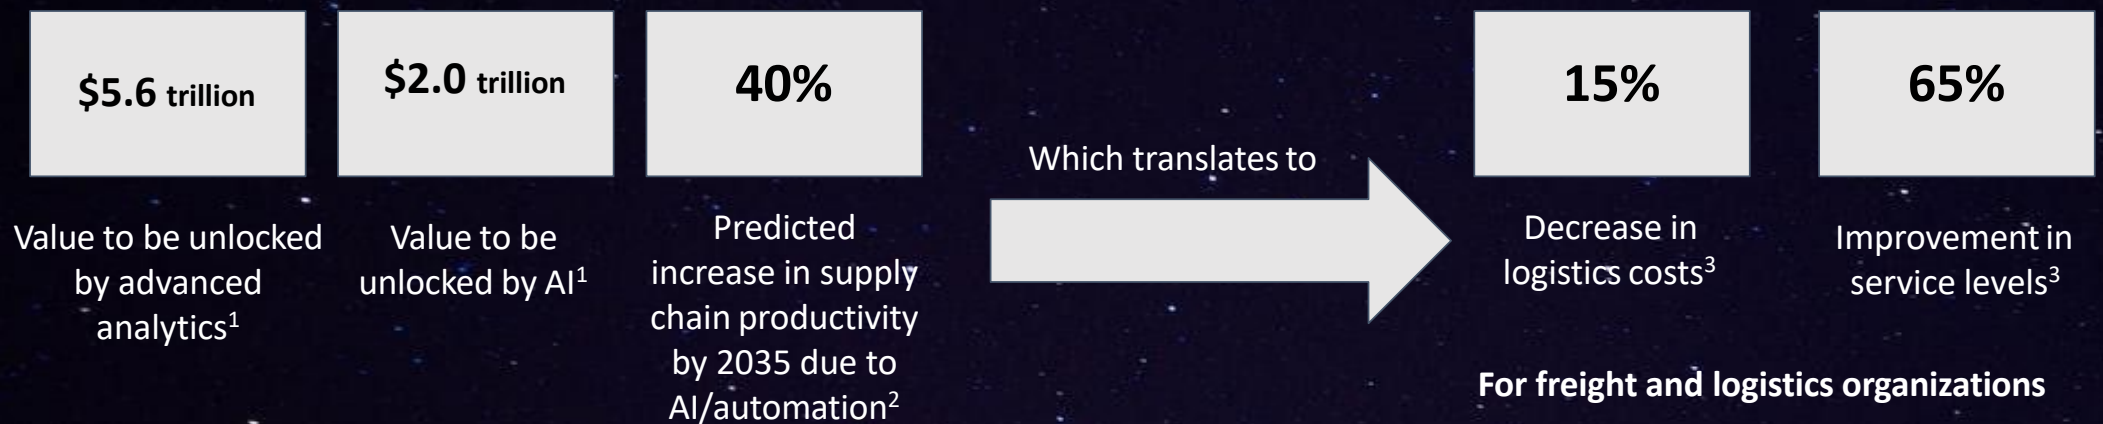 $5.6 trillion
Value to be unlocked
by advanced
analytics1
$2.0 trillion
Value to be
unlocked by AI1
40%
Predicted
increase in supply
chain productivity
by 2035 due to
AI/automation2
Which translates to
15%
Decrease in
logistics costs3
65%
Improvement in
service levels3
For freight and logistics organizations